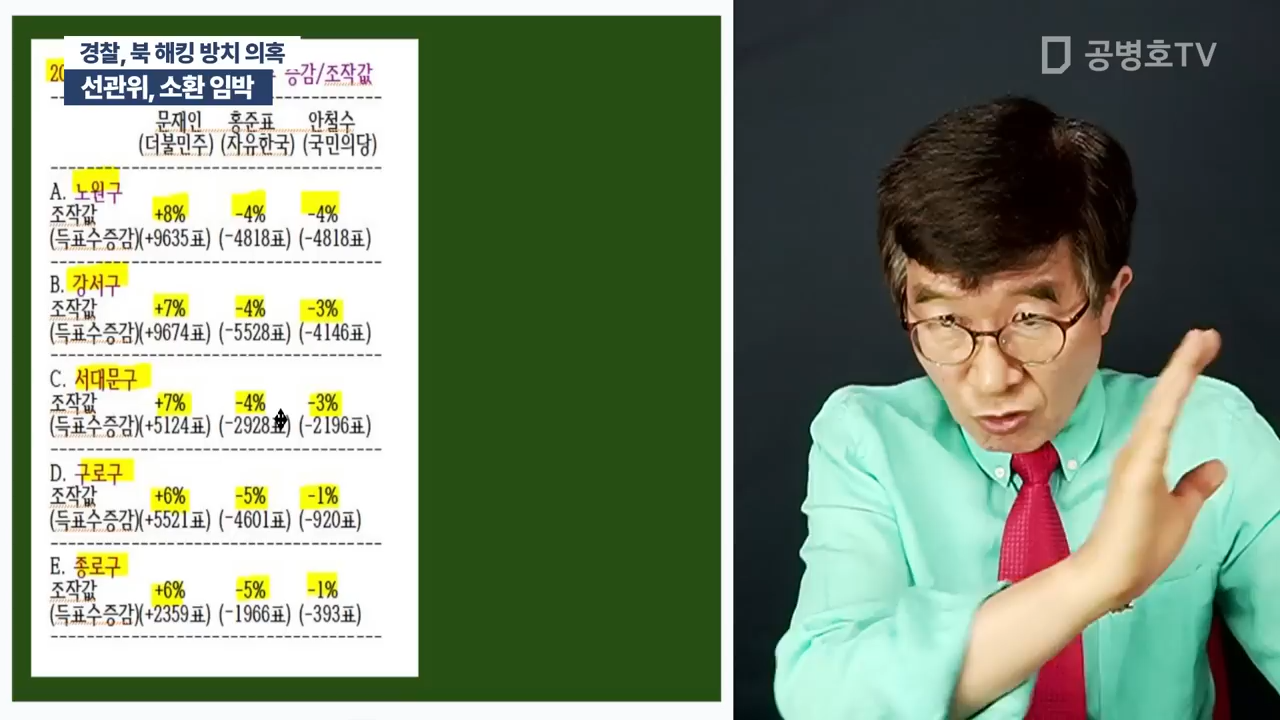 경찰, 북 해킹 방치 의혹
선관위, 소환 임박
20
증감/조작값
문재인 홍준표 안철수
(더불민주) (자유한국) (국민의당)
A. 노원구
조작값 +8% -4% -4%
(득표수증감)(+9635표) (-4818표) (-4818표)
B. 강서구
조작값 +7% -4% -3%
(득표수증감)(+9674표) (-5528표) (-4146표)
C. 서대문구
조작값 +7% -4% -3%
(득표수증감)(+5124표) (-2928표) (-2196표)
D. 구로구
조작값 +6% -5% -1%
(득표수증감)(+5521표) (-4601표) (-920표)
E. 종로구
조작값 +6% -5% -1%
(득표수증감)(+2359표) (-1966표) (-393표)
공병호TV